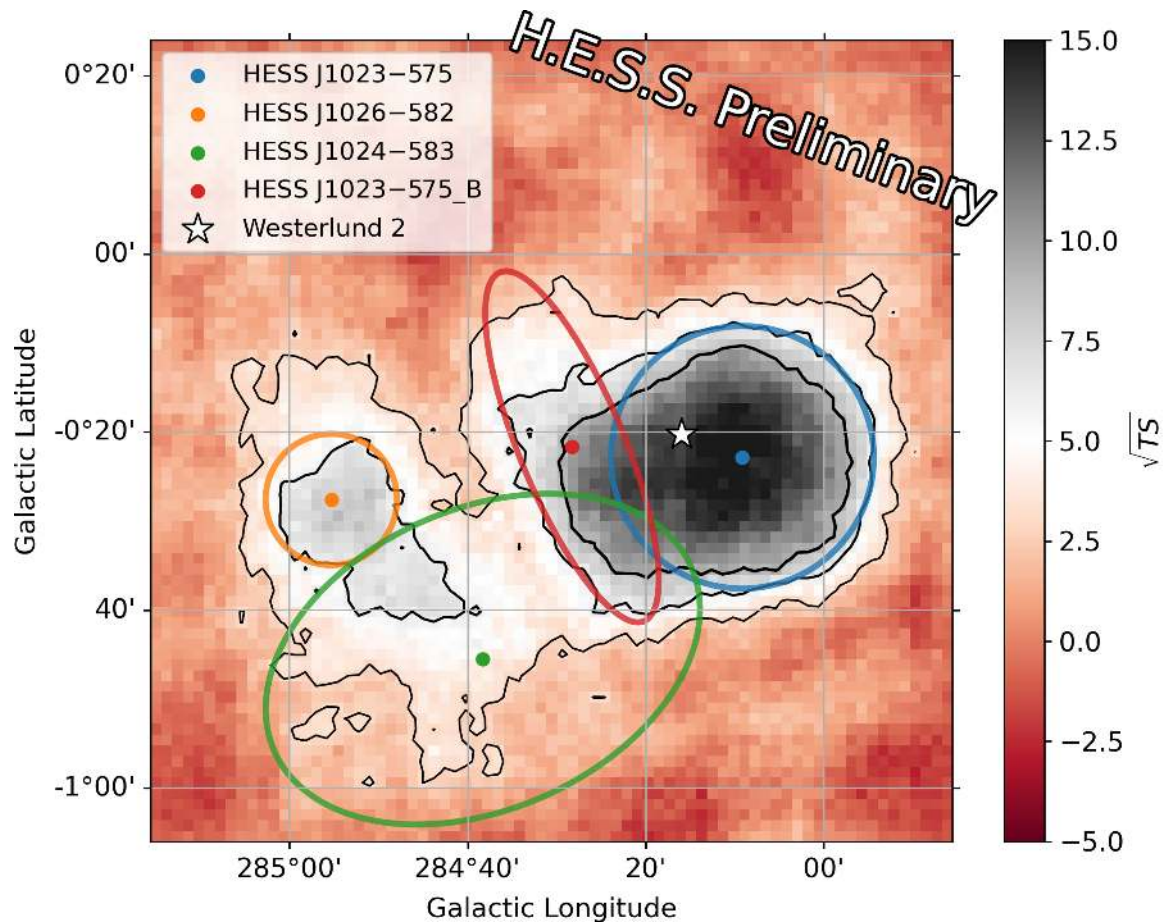 H.E.S.S. Preliminary
HESS J1023−575
HESS J1026−582
HESS J1024−583
HESS J1023−575_B
Westerlund 2
0°20'
00'
-0°20'
40'
-1°00'
Galactic Latitude
285°00'
284°40'
20'
00'
Galactic Longitude
15.0
12.5
10.0
7.5
5.0
2.5
0.0
−2.5
−5.0
√TS